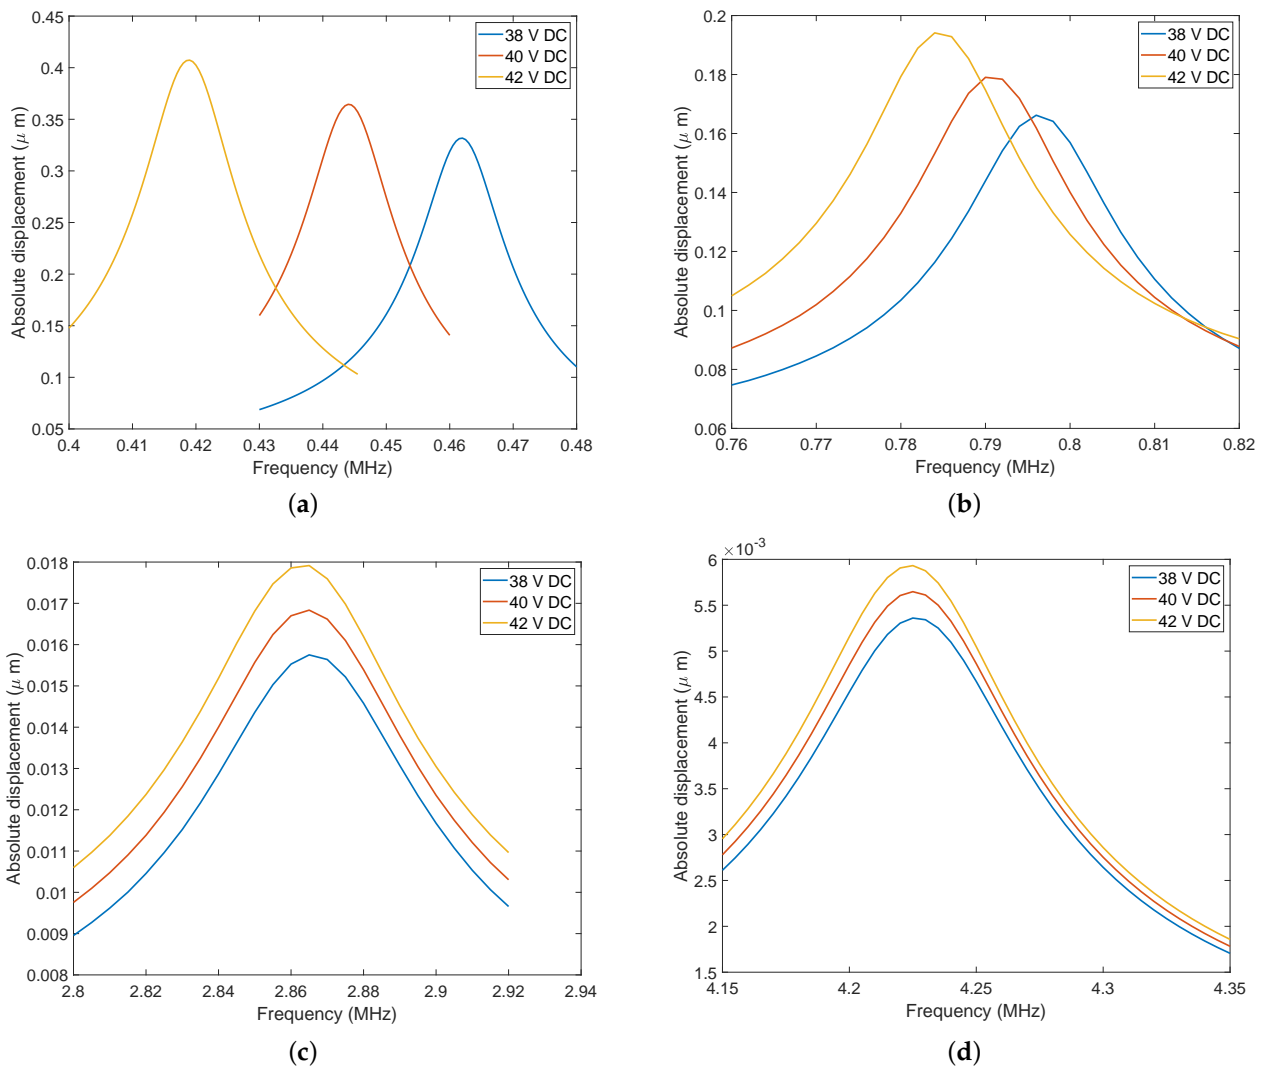 0.45
0.4
0.35
0.3
0.25
0.2
0.15
0.1
0.05
Absolute displacement (μ m)
38 V DC
40 V DC
42 V DC
0.4 0.41 0.42 0.43 0.44 0.45 0.46 0.47 0.48
Frequency (MHz)
(a)
0.2
0.18
0.16
0.14
0.12
0.1
0.08
0.06
Absolute displacement (μ m)
38 V DC
40 V DC
42 V DC
0.76 0.77 0.78 0.79 0.8 0.81 0.82
Frequency (MHz)
(b)
0.018
0.017
0.016
0.015
0.014
0.013
0.012
0.011
0.01
0.009
0.008
Absolute displacement (μ m)
38 V DC
40 V DC
42 V DC
2.8 2.82 2.84 2.86 2.88 2.9 2.92 2.94
Frequency (MHz)
(c)
×10-3
6
5.5
5
4.5
4
3.5
3
2.5
2
1.5
Absolute displacement (μ m)
38 V DC
40 V DC
42 V DC
4.15 4.2 4.25 4.3 4.35
Frequency (MHz)
(d)